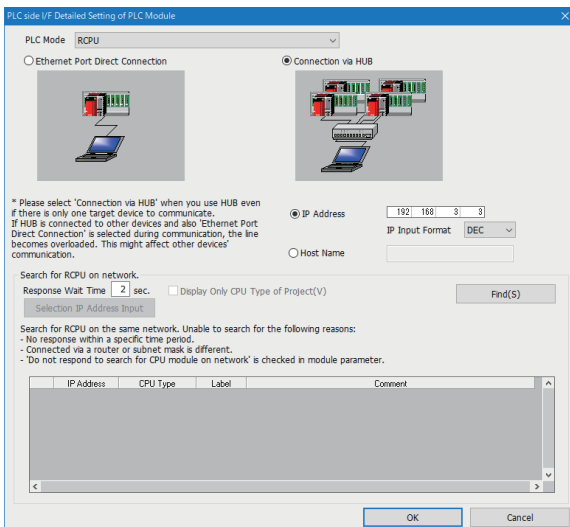 PLC side I/F Detailed Setting of PLC Module
PLC Mode RCPU
Ethernet Port Direct Connection
Connection via HUB
* Please select 'Connection via HUB' when you use HUB even
if there is only one target device to communicate.
If HUB is connected to other devices and also 'Ethernet Port
Direct Connection' is selected during communication, the line
becomes overloaded. This might affect other devices'
communication.
IP Address 192 168 3 3
IP Input Format DEC
Host Name
Search for RCPU on network.
Response Wait Time 2 sec.
Display Only CPU Type of Project(V)
Find(S)
Selection IP Address Input
Search for RCPU on the same network. Unable to search for the following reasons:
- No response within a specific time period.
- Connected via a router or subnet mask is different.
- 'Do not respond to search for CPU module on network' is checked in module parameter.
IP Address CPU Type Label Comment
OK Cancel